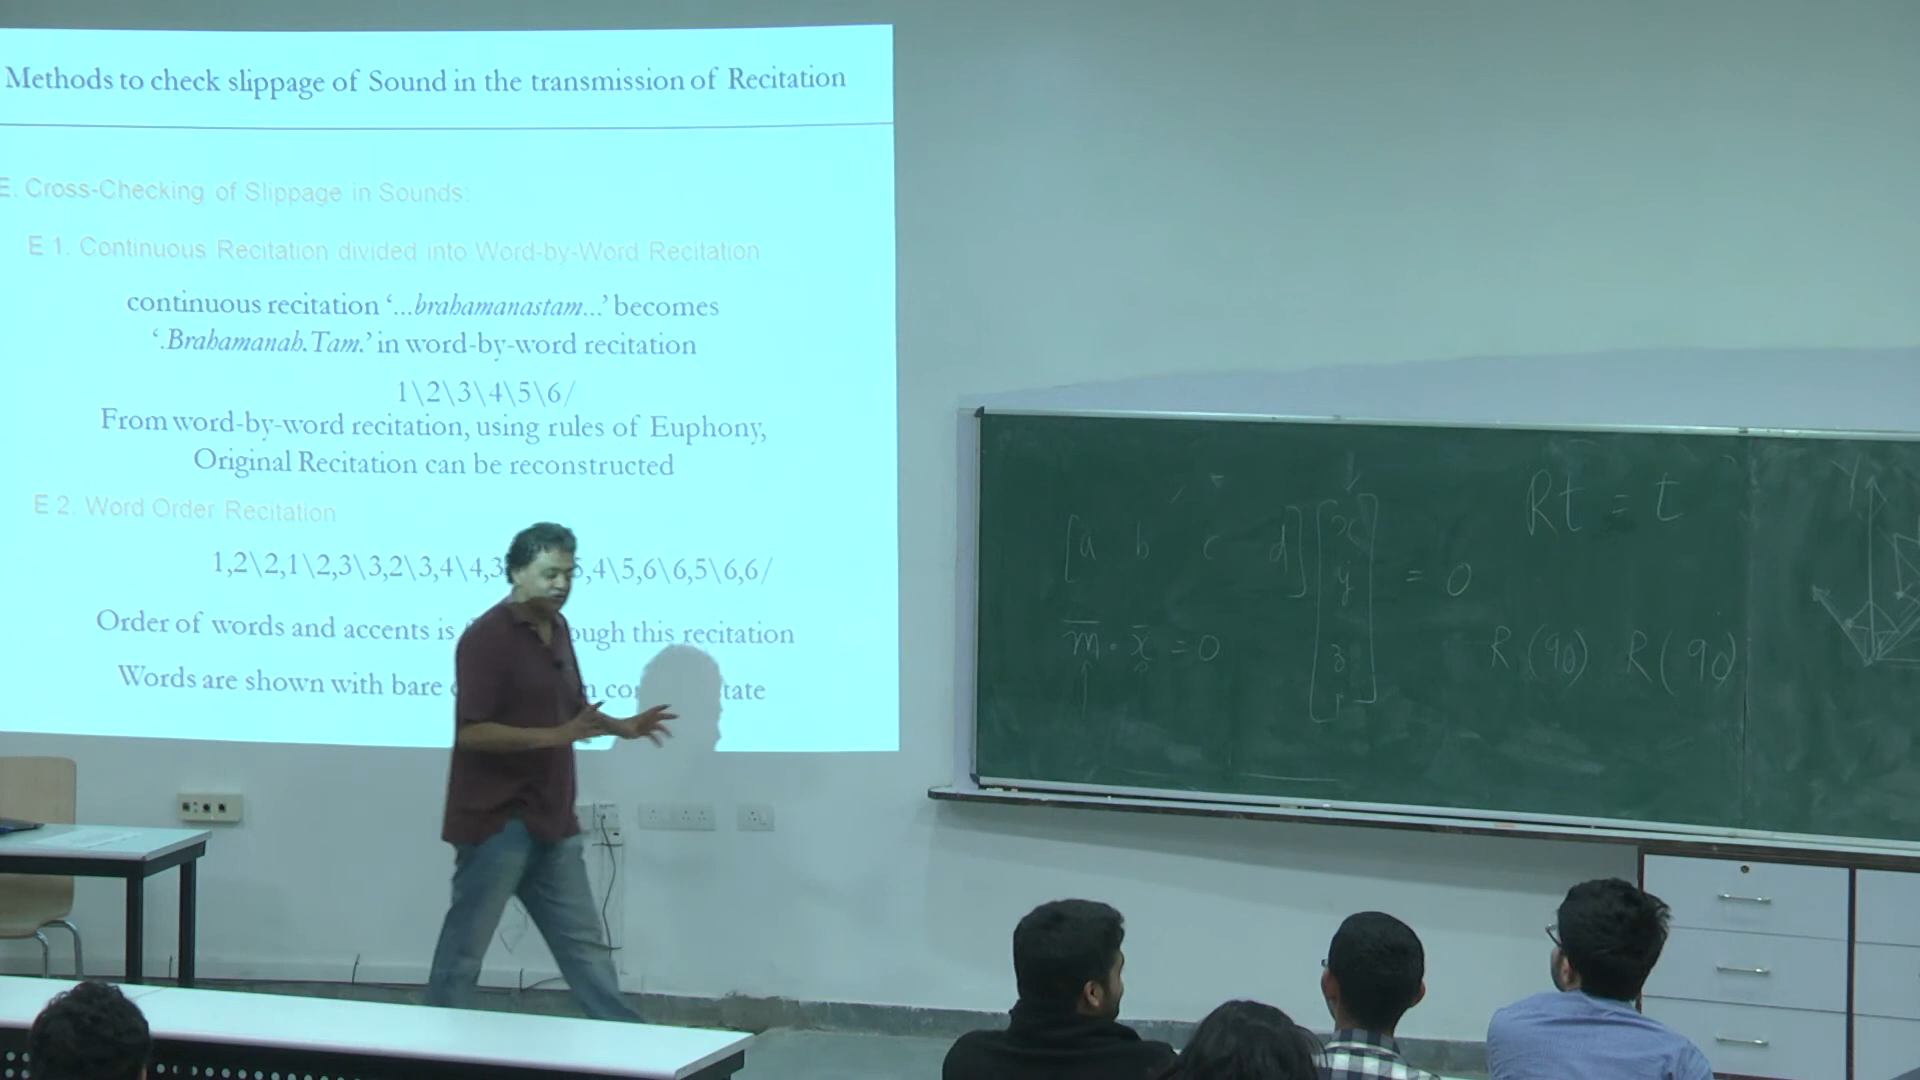 Methods to check slippage of Sound in the transmission of Recitation
E. Cross-Checking of Slippage in Sounds:
E 1. Continuous Recitation divided into Word-by-Word Recitation
continuous recitation ‘...brahamanastam...’ becomes
‘.Brahamanah.Tam.’ in word-by-word recitation
1\2\3\4\5\6/
From word-by-word recitation, using rules of Euphony,
Original Recitation can be reconstructed
E 2. Word Order Recitation
1,2\2,1\2,3\3,2\3,4\4,3 5,4\5,6\6,5\6,6/
Order of words and accents is this recitation
Words are shown with bare
[a b c d] [x y z 1] = 0
m̅ · x̅ = 0
Rt = t
R(90) R(90)
Y